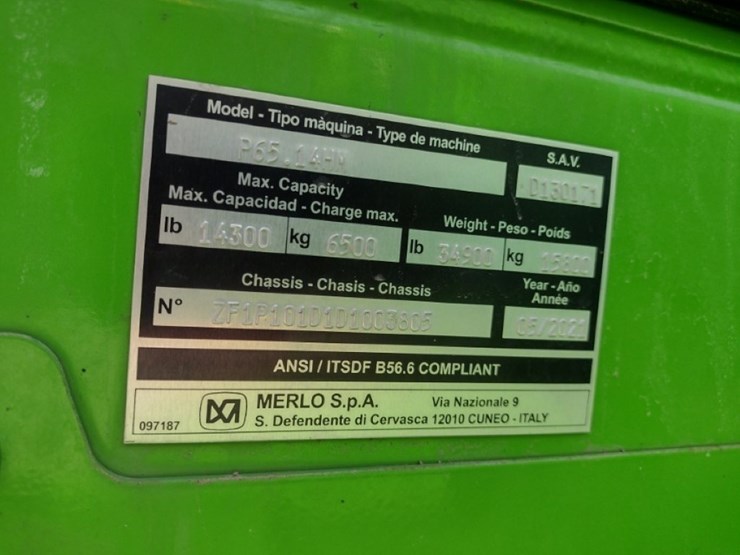 Model - Tipo màquina - Type de machine
S.A.V.
P65.14HM
D130171
Max. Capacity
Max. Capacidad - Charge max.
Weight - Peso - Poids
lb 14300 kg 6500
lb 34900 kg 15800
Chassis - Chasis - Chassis
Year - Año
Année
N° ZF1P101D1D1003805
05/2021
ANSI / ITSDF B56.6 COMPLIANT
097187
MERLO S.p.A.
Via Nazionale 9
S. Defendente di Cervasca 12010 CUNEO - ITALY